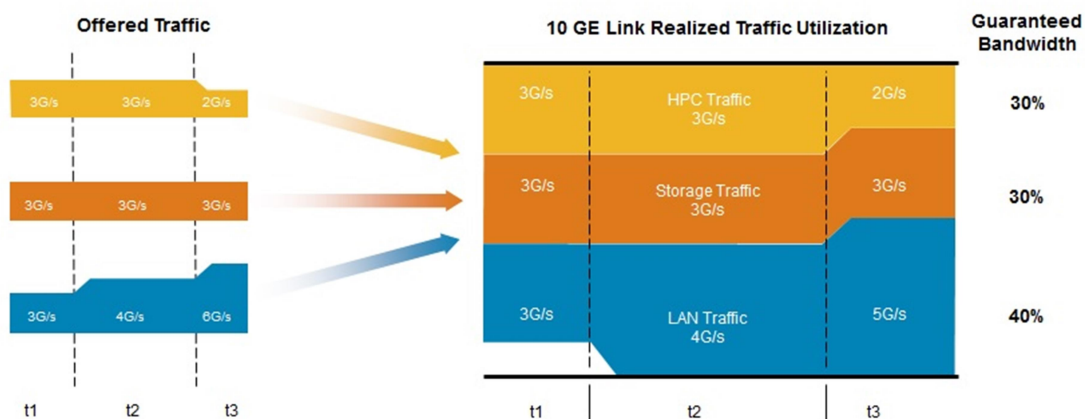 Offered Traffic
10 GE Link Realized Traffic Utilization
Guaranteed
Bandwidth
3G/s 3G/s 2G/s
3G/s 3G/s 3G/s
3G/s 4G/s 6G/s
t1 t2 t3
3G/s HPC Traffic 2G/s
3G/s
3G/s Storage Traffic 3G/s
3G/s
3G/s LAN Traffic 5G/s
4G/s
t1 t2 t3
30%
30%
40%